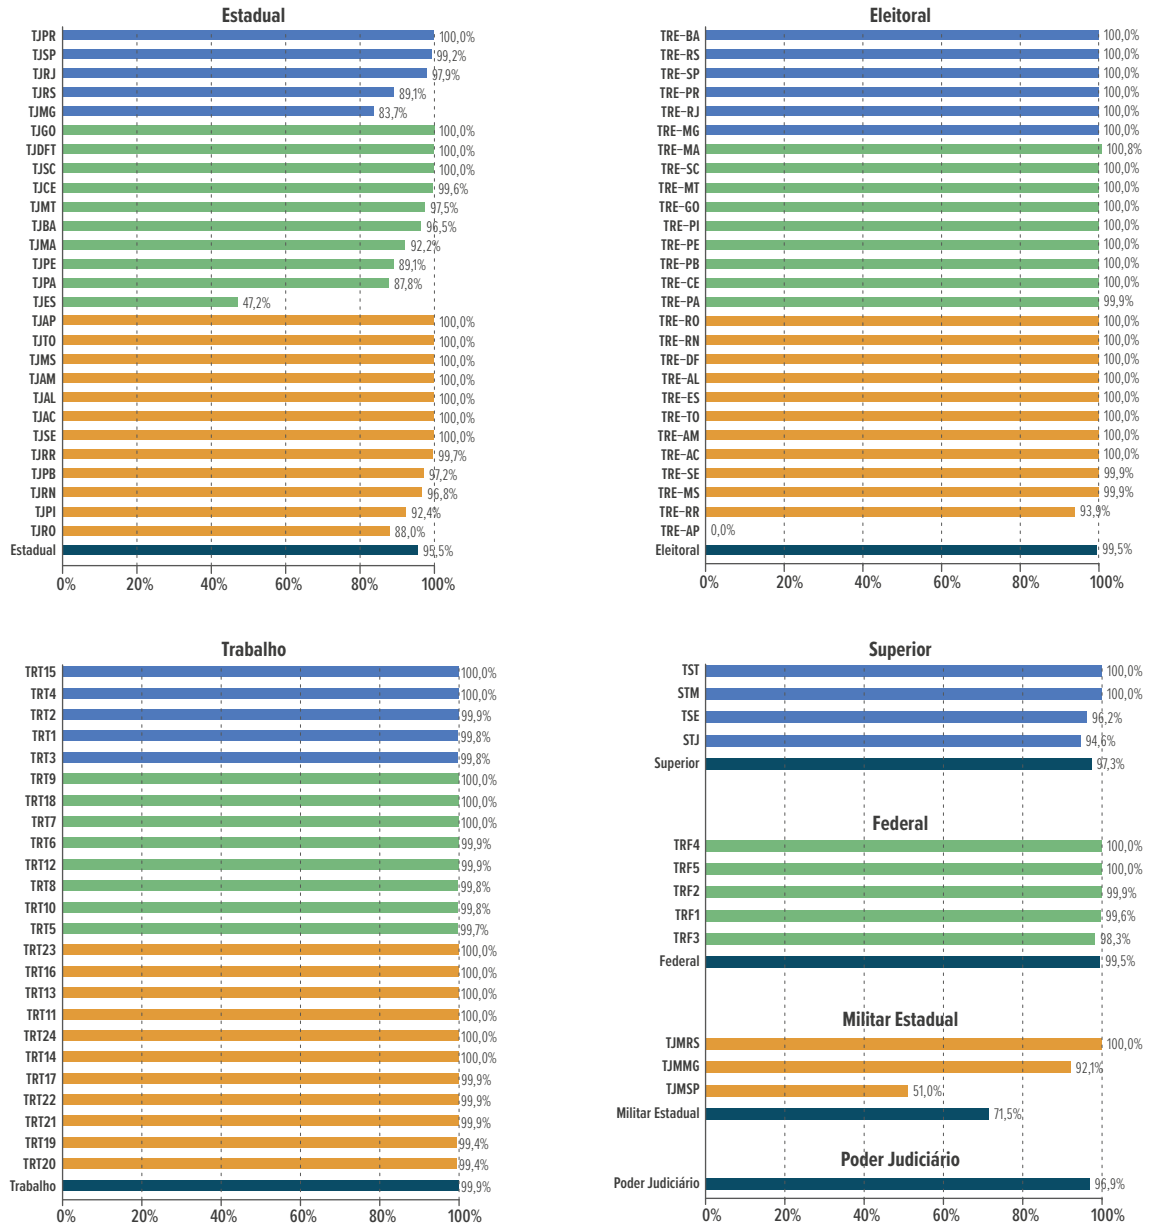 Estadual
TJPR 100,0%
TJSP 99,2%
TJRJ 97,9%
TJRS 89,1%
TJMG 83,7%
TJGO 100,0%
TJDFT 100,0%
TJSC 100,0%
TJCE 99,6%
TJMT 97,5%
TJBA 96,5%
TJMA 92,2%
TJPE 89,1%
TJPA 87,8%
TJES 47,2%
TJAP 100,0%
TJTO 100,0%
TJMS 100,0%
TJAM 100,0%
TJAL 100,0%
TJAC 100,0%
TJSE 100,0%
TJRR 99,7%
TJPB 97,2%
TJRN 96,8%
TJPI 92,4%
TJRO 88,0%
Estadual 95,5%
0% 20% 40% 60% 80% 100%
Eleitoral
TRE-BA 100,0%
TRE-RS 100,0%
TRE-SP 100,0%
TRE-PR 100,0%
TRE-RJ 100,0%
TRE-MG 100,0%
TRE-MA 100,8%
TRE-SC 100,0%
TRE-MT 100,0%
TRE-GO 100,0%
TRE-PI 100,0%
TRE-PE 100,0%
TRE-PB 100,0%
TRE-CE 100,0%
TRE-PA 99,9%
TRE-RO 100,0%
TRE-RN 100,0%
TRE-DF 100,0%
TRE-AL 100,0%
TRE-ES 100,0%
TRE-TO 100,0%
TRE-AM 100,0%
TRE-AC 100,0%
TRE-SE 99,9%
TRE-MS 99,9%
TRE-RR 93,9%
TRE-AP 0,0%
Eleitoral 99,5%
0% 20% 40% 60% 80% 100%
Trabalho
TRT15 100,0%
TRT4 100,0%
TRT2 99,9%
TRT1 99,8%
TRT3 99,8%
TRT9 100,0%
TRT18 100,0%
TRT7 100,0%
TRT6 99,9%
TRT12 99,9%
TRT8 99,8%
TRT10 99,8%
TRT5 99,7%
TRT23 100,0%
TRT16 100,0%
TRT13 100,0%
TRT11 100,0%
TRT24 100,0%
TRT14 100,0%
TRT17 99,9%
TRT22 99,9%
TRT21 99,9%
TRT19 99,4%
TRT20 99,4%
Trabalho 99,9%
0% 20% 40% 60% 80% 100%
Superior
TST 100,0%
STM 100,0%
TSE 96,2%
STJ 94,6%
Superior 97,3%
Federal
TRF4 100,0%
TRF5 100,0%
TRF2 99,9%
TRF1 99,6%
TRF3 98,3%
Federal 99,5%
Militar Estadual
TJMRS 100,0%
TJMMG 92,1%
TJMSP 51,0%
Militar Estadual 71,5%
Poder Judiciário
Poder Judiciário 96,9%
0% 20% 40% 60% 80% 100%